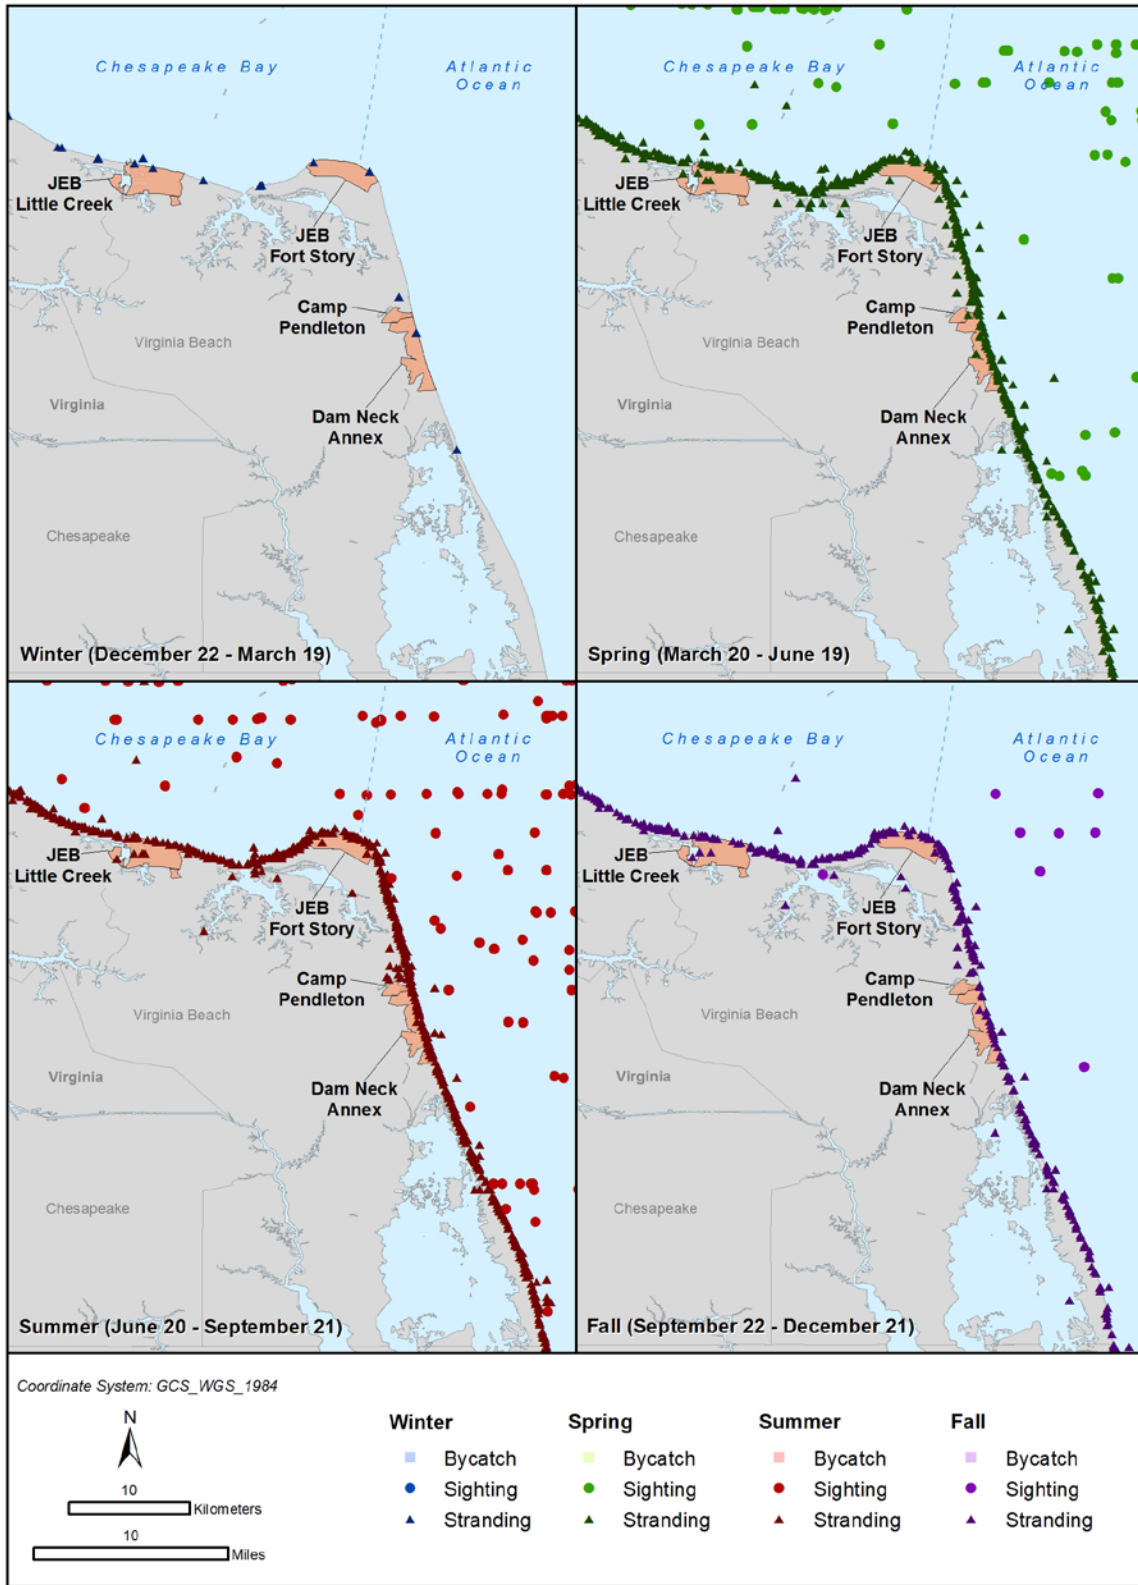 Chesapeake Bay
Atlantic
Ocean
JEB
Little Creek
JEB
Fort Story
Camp
Pendleton
Virginia Beach
Virginia
Dam Neck
Annex
Chesapeake
Winter (December 22 - March 19)
Chesapeake Bay
Atlantic
Ocean
JEB
Little Creek
JEB
Fort Story
Camp
Pendleton
Virginia Beach
Virginia
Dam Neck
Annex
Chesapeake
Spring (March 20 - June 19)
Chesapeake Bay
Atlantic
Ocean
JEB
Little Creek
JEB
Fort Story
Camp
Pendleton
Virginia Beach
Virginia
Dam Neck
Annex
Chesapeake
Summer (June 20 - September 21)
Chesapeake Bay
Atlantic
Ocean
JEB
Little Creek
JEB
Fort Story
Camp
Pendleton
Virginia Beach
Virginia
Dam Neck
Annex
Chesapeake
Fall (September 22 - December 21)
Coordinate System: GCS_WGS_1984
N
10
Kilometers
10
Miles
Winter
Bycatch
Sighting
Stranding
Spring
Bycatch
Sighting
Stranding
Summer
Bycatch
Sighting
Stranding
Fall
Bycatch
Sighting
Stranding